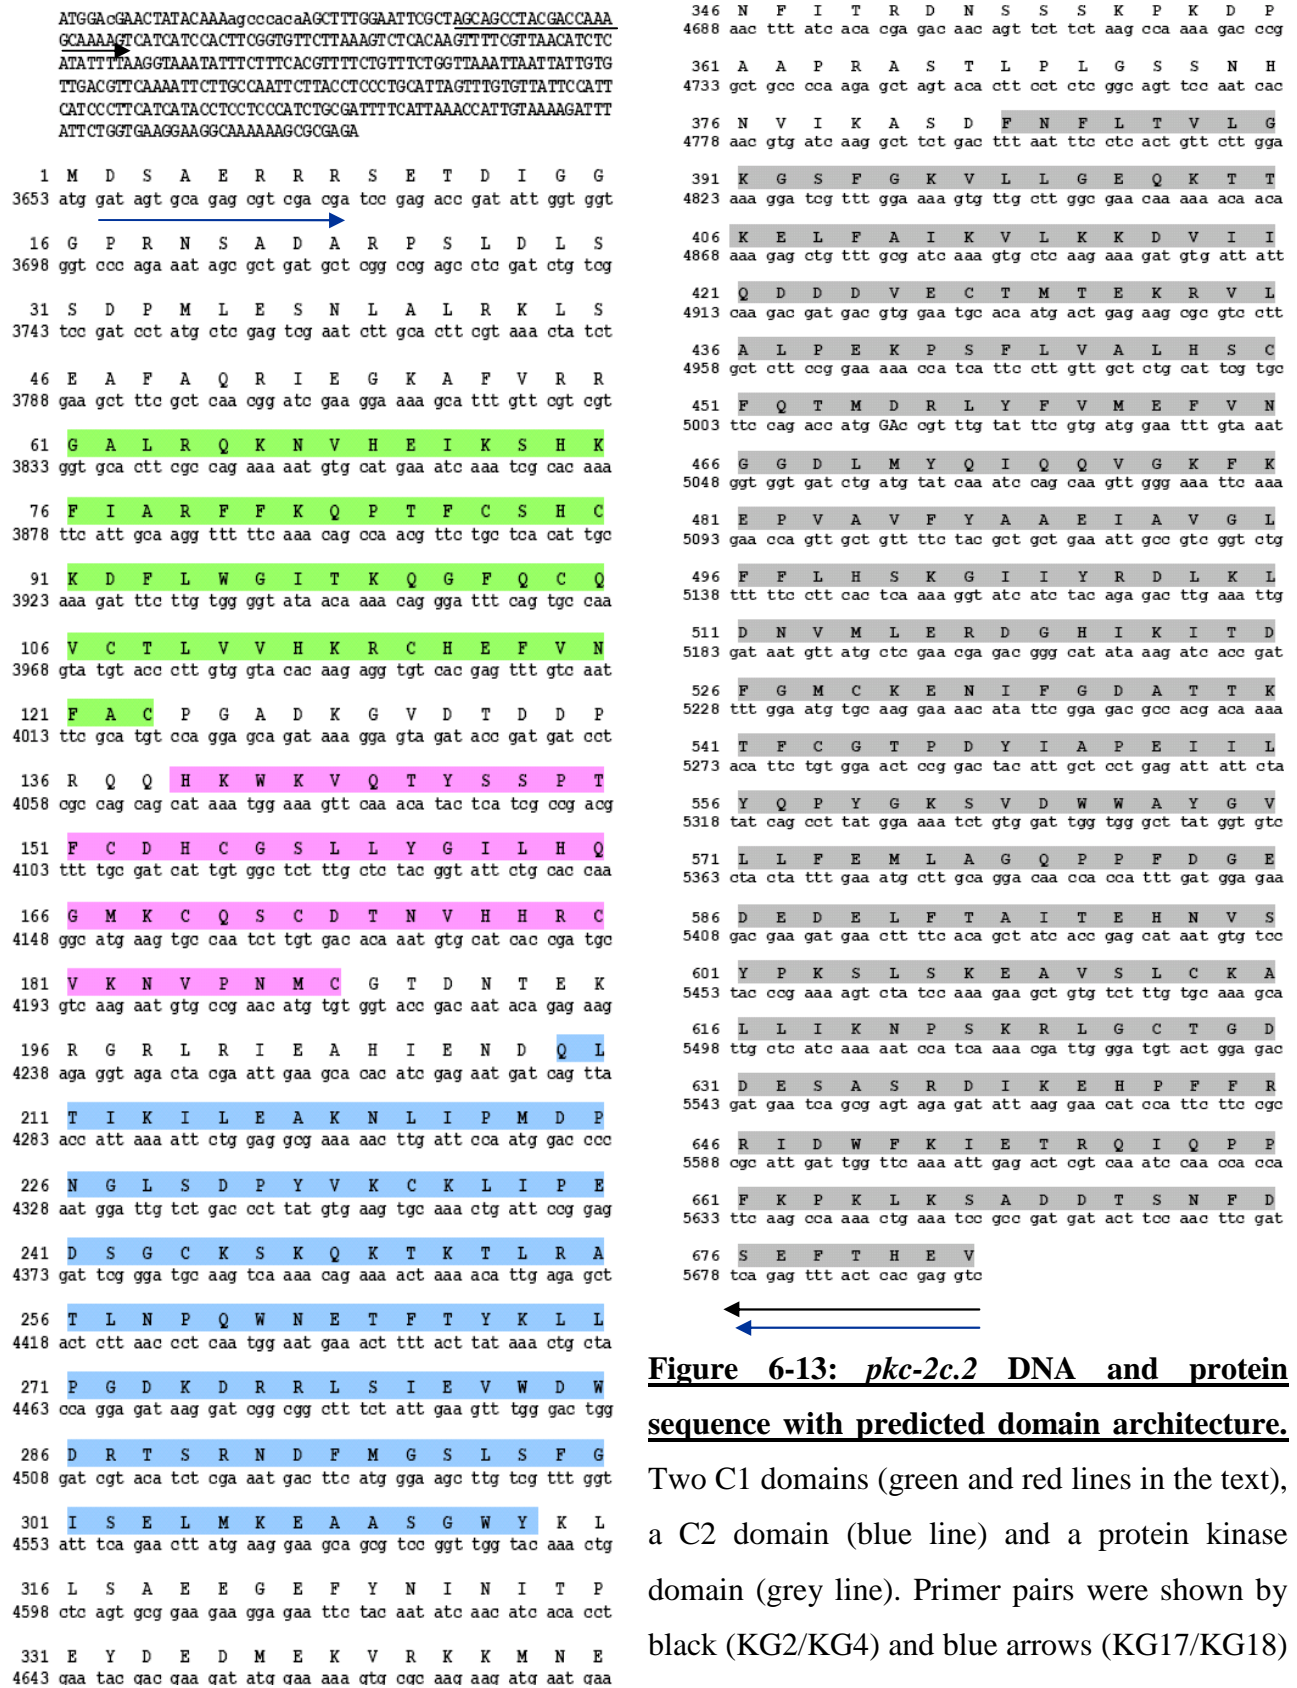 ATGGAcGAACTATACAAAagcccacaAGCTTTGGAATTCGCTAGCAGCCTACGACCAAA
GCAAAAGTCATCATCCACTTCGGTGTTCTTAAAGTCTCACAAGTTTTCGTTAACATCTC
ATATTTTAAGGTAAATATTTCTTTCACGTTTTCTGTTTCTGGTTAAATTAATTATTGTG
TTGACGTTCAAAATTCTTGCCAATTCTTACCTCCCTGCATTAGTTTGTGTTATTCCATT
CATCCCTTCATCATACCTCCTCCCATCTGCGATTTTCATTAAACCATTGTAAAAGATTT
ATTCTGGTGAAGGAAGGCAAAAAAGCGCGAGA
1 M D S A E R R R S E T D I G G
3653 atg gat agt gca gag cgt cga cga tcc gag acc gat att ggt ggt
16 G P R N S A D A R P S L D L S
3698 ggt ccc aga aat agc gct gat gct cgg ccg agc ctc gat ctg tcg
31 S D P M L E S N L A L R K L S
3743 tcc gat cct atg ctc gag tcg aat ctt gca ctt cgt aaa cta tct
46 E A F A Q R I E G K A F V R R
3788 gaa gct ttc gct caa cgg atc gaa gga aaa gca ttt gtt cgt cgt
61 G A L R Q K N V H E I K S H K
3833 ggt gca ctt cgc cag aaa aat gtg cat gaa atc aaa tcg cac aaa
76 F I A R F F K Q P T F C S H C
3878 ttc att gca agg ttt ttc aaa cag cca acg ttc tgc tca cat tgc
91 K D F L W G I T K Q G F Q C Q
3923 aaa gat ttc ttg tgg ggt ata aca aaa cag gga ttt cag tgc caa
106 V C T L V V H K R C H E F V N
3968 gta tgt acc ctt gtg gta cac aag agg tgt cac gag ttt gtc aat
121 F A C P G A D K G V D T D D P
4013 ttc gca tgt cca gga gca gat aaa gga gta gat acc gat gat cct
136 R Q Q H K W K V Q T Y S S P T
4058 cgc cag cag cat aaa tgg aaa gtt caa aca tac tca tcg ccg acg
151 F C D H C G S L L Y G I L H Q
4103 ttt tgc gat cat tgt ggc tct ttg ctc tac ggt att ctg cac caa
166 G M K C Q S C D T N V H H R C
4148 ggc atg aag tgc caa tct tgt gac aca aat gtg cat cac cga tgc
181 V K N V P N M C G T D N T E K
4193 gtc aag aat gtg ccg aac atg tgt ggt acc gac aat aca gag aag
196 R G R L R I E A H I E N D Q L
4238 aga ggt aga cta cga att gaa gca cac atc gag aat gat cag tta
211 T I K I L E A K N L I P M D P
4283 acc att aaa att ctg gag gcg aaa aac ttg att cca atg gac ccc
226 N G L S D P Y V K C K L I P E
4328 aat gga ttg tct gac cct tat gtg aag tgc aaa ctg att ccg gag
241 D S G C K S K Q K T K T L R A
4373 gat tcg gga tgc aag tca aaa cag aaa act aaa aca ttg aga gct
256 T L N P Q W N E T F T Y K L L
4418 act ctt aac cct caa tgg aat gaa act ttt act tat aaa ctg cta
271 P G D K D R R L S I E V W D W
4463 cca gga gat aag gat cgg cgg ctt tct att gaa gtt tgg gac tgg
286 D R T S R N D F M G S L S F G
4508 gat cgt aca tct cga aat gac ttc atg gga agc ttg tcg ttt ggt
301 I S E L M K E A A S G W Y K L
4553 att tca gaa ctt atg aag gaa gca gcg tcc ggt tgg tac aaa ctg
316 L S A E E G E F Y N I N I T P
4598 ctc agt gcg gaa gaa gga gaa ttc tac aat atc aac atc aca cct
331 E Y D E D M E K V R K K M N E
4643 gaa tac gac gaa gat atg gaa aaa gtg cgc aag aag atg aat gaa
346 N F I T R D N S S S K P K D P
4688 aac ttt atc aca cga gac aac agt tct tct aag cca aaa gac ccg
361 A A P R A S T L P L G S S N H
4733 gct gcc cca aga gct agt aca ctt cct ctc ggc agt tcc aat cac
376 N V I K A S D F N F L T V L G
4778 aac gtg atc aag gct tct gac ttt aat ttc ctc act gtt ctt gga
391 K G S F G K V L L G E Q K T T
4823 aaa gga tcg ttt gga aaa gtg ttg ctt ggc gaa caa aaa aca aca
406 K E L F A I K V L K K D V I I
4868 aaa gag ctg ttt gcg atc aaa gtg ctc aag aaa gat gtg att att
421 Q D D D V E C T M T E K R V L
4913 caa gac gat gac gtg gaa tgc aca atg act gag aag cgc gtc ctt
436 A L P E K P S F L V A L H S C
4958 gct ctt ccg gaa aaa cca tca ttc ctt gtt gct ctg cat tcg tgc
451 F Q T M D R L Y F V M E F V N
5003 ttc cag acc atg GAc cgt ttg tat ttc gtg atg gaa ttt gta aat
466 G G D L M Y Q I Q Q V G K F K
5048 ggt ggt gat ctg atg tat caa atc cag caa gtt ggg aaa ttc aaa
481 E P V A V F Y A A E I A V G L
5093 gaa cca gtt gct gtt ttc tac gct gct gaa att gcc gtc ggt ctg
496 F F L H S K G I I Y R D L K L
5138 ttt ttc ctt cac tca aaa ggt atc atc tac aga gac ttg aaa ttg
511 D N V M L E R D G H I K I T D
5183 gat aat gtt atg ctc gaa cga gac ggg cat ata aag atc acc gat
526 F G M C K E N I F G D A T T K
5228 ttt gga atg tgc aag gaa aac ata ttc gga gac gcc acg aca aaa
541 T F C G T P D Y I A P E I I L
5273 aca ttc tgt gga act ccg gac tac att gct cct gag att att cta
556 Y Q P Y G K S V D W W A Y G V
5318 tat cag cct tat gga aaa tct gtg gat tgg tgg gct tat ggt gtc
571 L L F E M L A G Q P P F D G E
5363 cta cta ttt gaa atg ctt gca gga caa cca cca ttt gat gga gaa
586 D E D E L F T A I T E H N V S
5408 gac gaa gat gaa ctt ttc aca gct atc acc gag cat aat gtg tcc
601 Y P K S L S K E A V S L C K A
5453 tac ccg aaa agt cta tcc aaa gaa gct gtg tct ttg tgc aaa gca
616 L L I K N P S K R L G C T G D
5498 ttg ctc atc aaa aat cca tca aaa cga ttg gga tgt act gga gac
631 D E S A S R D I K E H P F F R
5543 gat gaa tca gcg agt aga gat att aag gaa cat cca ttc ttc cgc
646 R I D W F K I E T R Q I Q P P
5588 cgc att gat tgg ttc aaa att gag act cgt caa atc caa cca cca
661 F K P K L K S A D D T S N F D
5633 ttc aag cca aaa ctg aaa tcc gcc gat gat act tcc aac ttc gat
676 S E F T H E V
5678 tca gag ttt act cac gag gtc
Figure 6-13: pkc-2c.2 DNA and protein
sequence with predicted domain architecture.
Two C1 domains (green and red lines in the text),
a C2 domain (blue line) and a protein kinase
domain (grey line). Primer pairs were shown by
black (KG2/KG4) and blue arrows (KG17/KG18)